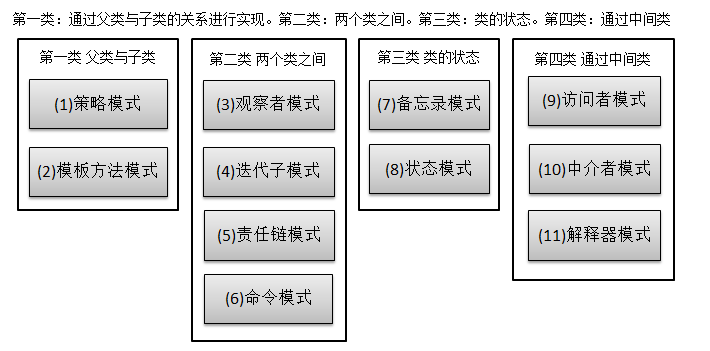 第一类：通过父类与子类的关系进行实现。第二类：两个类之间。第三类：类的状态。第四类：通过中间类
第一类 父类与子类
(1)策略模式
(2)模板方法模式
第二类 两个类之间
(3)观察者模式
(4)迭代子模式
(5)责任链模式
(6)命令模式
第三类 类的状态
(7)备忘录模式
(8)状态模式
第四类 通过中间类
(9)访问者模式
(10)中介者模式
(11)解释器模式